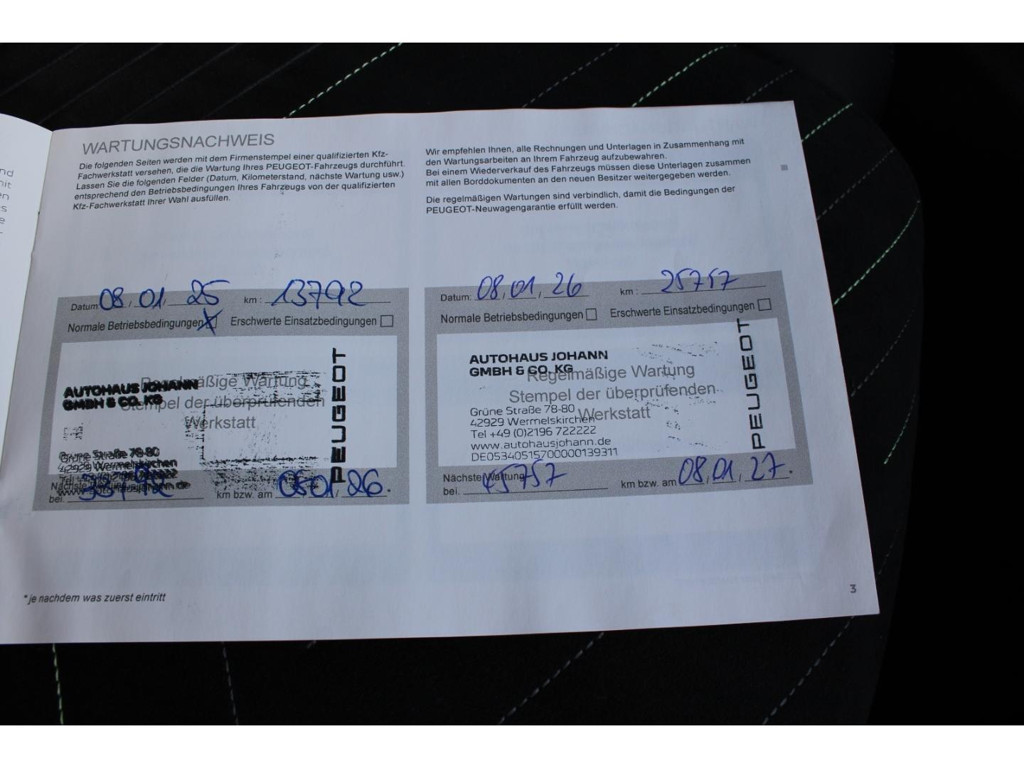 WARTUNGSNACHWEIS
Die folgenden Seiten werden mit dem Firmenstempel einer qualifizierten Kfz-
Fachwerkstatt versehen, die die Wartung Ihres PEUGEOT-Fahrzeugs durchführt.
Lassen Sie die folgenden Felder (Datum, Kilometerstand, nächste Wartung usw.)
entsprechend den Betriebsbedingungen Ihres Fahrzeugs von der qualifizierten
Kfz-Fachwerkstatt Ihrer Wahl ausfüllen.
Wir empfehlen Ihnen, alle Rechnungen und Unterlagen in Zusammenhang mit
den Wartungsarbeiten an Ihrem Fahrzeug aufzubewahren.
Bei einem Wiederverkauf des Fahrzeugs müssen diese Unterlagen zusammen
mit allen Borddokumenten an den neuen Besitzer weitergegeben werden.
Die regelmäßigen Wartungen sind verbindlich, damit die Bedingungen der
PEUGEOT-Neuwagengarantie erfüllt werden.
Datum 08.01.25 km: 13792
Normale Betriebsbedingungen Erschwerte Einsatzbedingungen
AUTOHAUS JOHANN
GMBH & CO. KG
Regelmäßige Wartung
Stempel der überprüfenden
Werkstatt
Grüne Straße 78-80
42929 Wermelskirchen
PEUGEOT
bei: km bzw. am 08.01.26.
Datum: 08.01.26 km: 25757
Normale Betriebsbedingungen Erschwerte Einsatzbedingungen
AUTOHAUS JOHANN
GMBH & CO. KG
Regelmäßige Wartung
Stempel der überprüfenden
Werkstatt
Grüne Straße 78-80
42929 Wermelskirchen
Tel +49 (0)2196 722222
www.autohausjohann.de
DE05340515700000139311
PEUGEOT
Nächste Wartung
bei: 45757 km bzw. am 08.01.27.
*je nachdem was zuerst eintritt
3